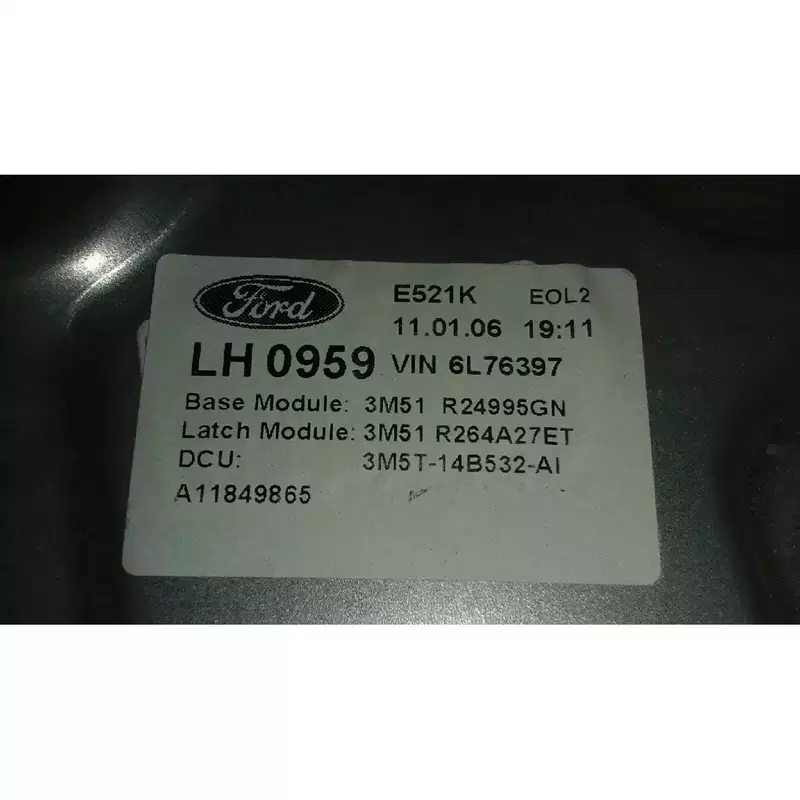 Ford E521K EOL2
11.01.06 19:11
LH 0959 VIN 6L76397
Base Module: 3M51 R24995GN
Latch Module: 3M51 R264A27ET
DCU: 3M5T-14B532-AI
A11849865